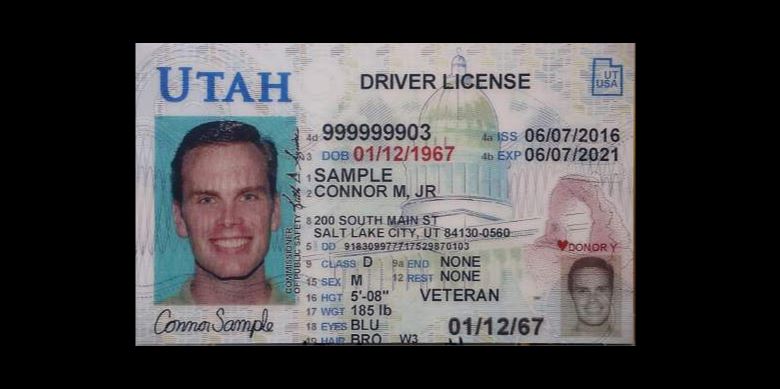 UTAH
DRIVER LICENSE
UT
USA
4d 999999903
4a ISS 06/07/2016
3 DOB 01/12/1967
4b EXP 06/07/2021
1 SAMPLE
2 CONNOR M, JR
8 200 SOUTH MAIN ST
SALT LAKE CITY, UT 84130-0560
5 DD 918309977717529870103
♥DONOR Y
9 CLASS D 9a END NONE
15 SEX M 12 REST NONE
16 HGT 5'-08" VETERAN
17 WGT 185 lb
18 EYES BLU 01/12/67
19 HAIR BRO W3
COMMISSIONER
OF PUBLIC SAFETY
Connor Sample